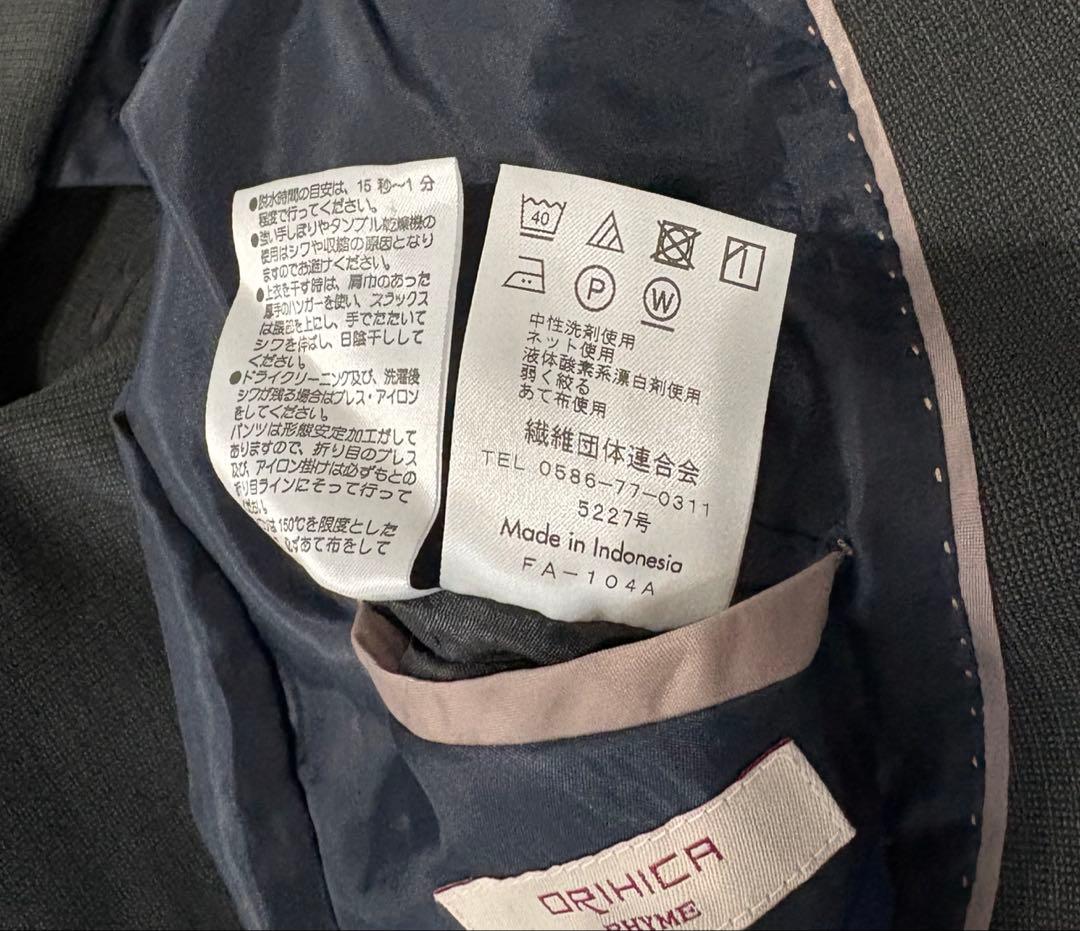 ●脱水時間の目安は、15 秒〜1 分
程度で行ってください。
●強い手しぼりやタンブル乾燥機の
使用はシワや収縮の原因となり
ますのでお避けください。
●上衣を干す時は、肩巾のあった
厚手のハンガーを使い、スラックス
は腰部を上にし、手でたたいて
シワを伸ばし、日陰干しして
ください。
●ドライクリーニング及び、洗濯後
シワが残る場合はプレス・アイロン
をしてください。
パンツは形態安定加工がして
ありますので、折り目のプレス
及び、アイロン掛けは必ずもとの
折り目ラインにそって行って
ください。
は150℃を限度とした
必ずあて布をして
40
P
W
中性洗剤使用
ネット使用
液体酸素系漂白剤使用
弱く絞る
あて布使用
繊維団体連合会
TEL 0586-77-0311
5227号
Made in Indonesia
FA-104A
ORIHICA
RHYME